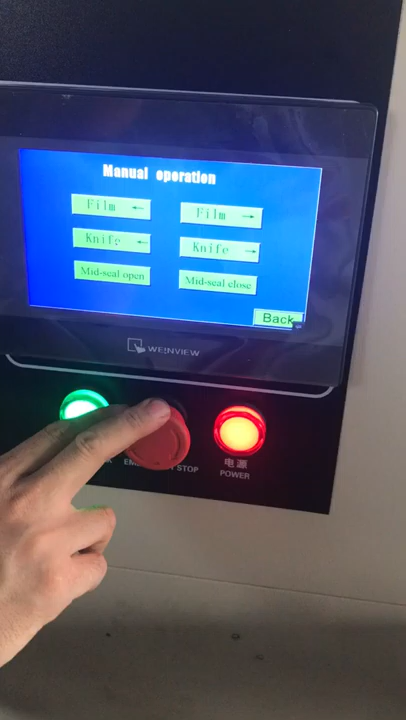 Manual operation
Film ←
Film →
Knife ←
Knife →
Mid-seal open
Mid-seal close
Back
WEINVIEW
电源
STOP
POWER